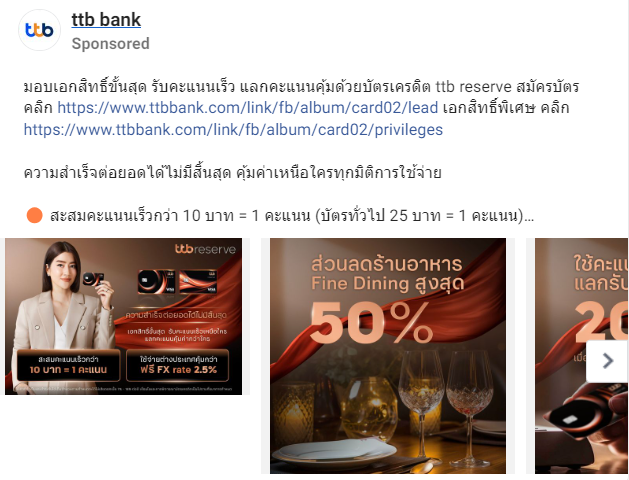 ttb bank
Sponsored
มอบเอกสิทธิ์ขั้นสุด รับคะแนนเร็ว แลกคะแนนคุ้มด้วยบัตรเครดิต ttb reserve สมัครบัตร
คลิก https://www.ttbbank.com/link/fb/album/card02/lead เอกสิทธิ์พิเศษ คลิก
https://www.ttbbank.com/link/fb/album/card02/privileges
ความสำเร็จต่อยอดได้ไม่มีสิ้นสุด คุ้มค่าเหนือใครทุกมิติการใช้จ่าย
สะสมคะแนนเร็วกว่า 10 บาท = 1 คะแนน (บัตรทั่วไป 25 บาท = 1 คะแนน)...
ttb reserve
VISA
VISA
ความสำเร็จต่อยอดได้ไม่มีสิ้นสุด
เอกสิทธิ์ขั้นสุด รับคะแนนเร็วเหนือใคร
แลกคะแนนคุ้มค่ากว่าใคร
สะสมคะแนนเร็วกว่า
10 บาท = 1 คะแนน
ใช้จ่ายต่างประเทศคุ้มกว่า
ฟรี FX rate 2.5%
ส่วนลดร้านอาหาร
Fine Dining สูงสุด
50%
ใช้คะแ
แลกรับ
20
เมื่อ